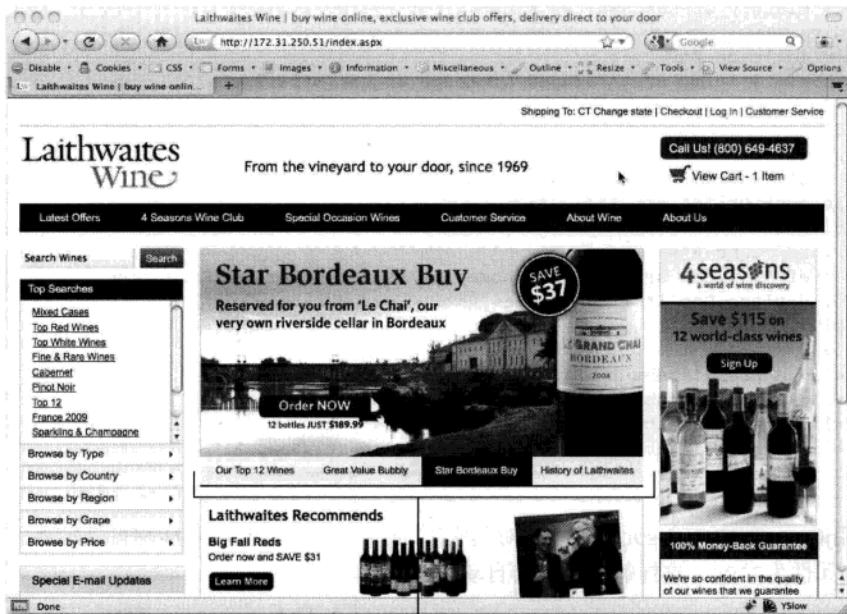 Laithwaites Wine | buy wine online, exclusive wine club offers, delivery direct to your door
http://172.31.250.51/index.aspx
Google
Disable Cookies CSS Forms Images Information Miscellaneous Outline Resize Tools View Source Options
Laithwaites Wine | buy wine onlin...
Shipping To: CT Change state | Checkout | Log In | Customer Service
Laithwaites
Wine
From the vineyard to your door, since 1969
Call Us! (800) 649-4637
View Cart - 1 Item
Latest Offers 4 Seasons Wine Club Special Occasion Wines Customer Service About Wine About Us
Search Wines Search
Top Searches
Mixed Cases
Top Red Wines
Top White Wines
Fine & Rare Wines
Cabernet
Pinot Noir
Top 12
France 2009
Sparkling & Champagne
Browse by Type
Browse by Country
Browse by Region
Browse by Grape
Browse by Price
Special E-mail Updates
Star Bordeaux Buy
SAVE
$37
Reserved for you from 'Le Chai', our
very own riverside cellar in Bordeaux
GRAND CHAI
BORDEAUX
2004
Order NOW
12 bottles JUST $189.99
Our Top 12 Wines Great Value Bubbly Star Bordeaux Buy History of Laithwaites
Laithwaites Recommends
Big Fall Reds
Order now and SAVE $31
Learn More
4 seasons
a world of wine discovery
Save $115 on
12 world-class wines
Sign Up
100% Money-Back Guarantee
We're so confident in the quality
of our wines that we guarantee
Done
YSlow